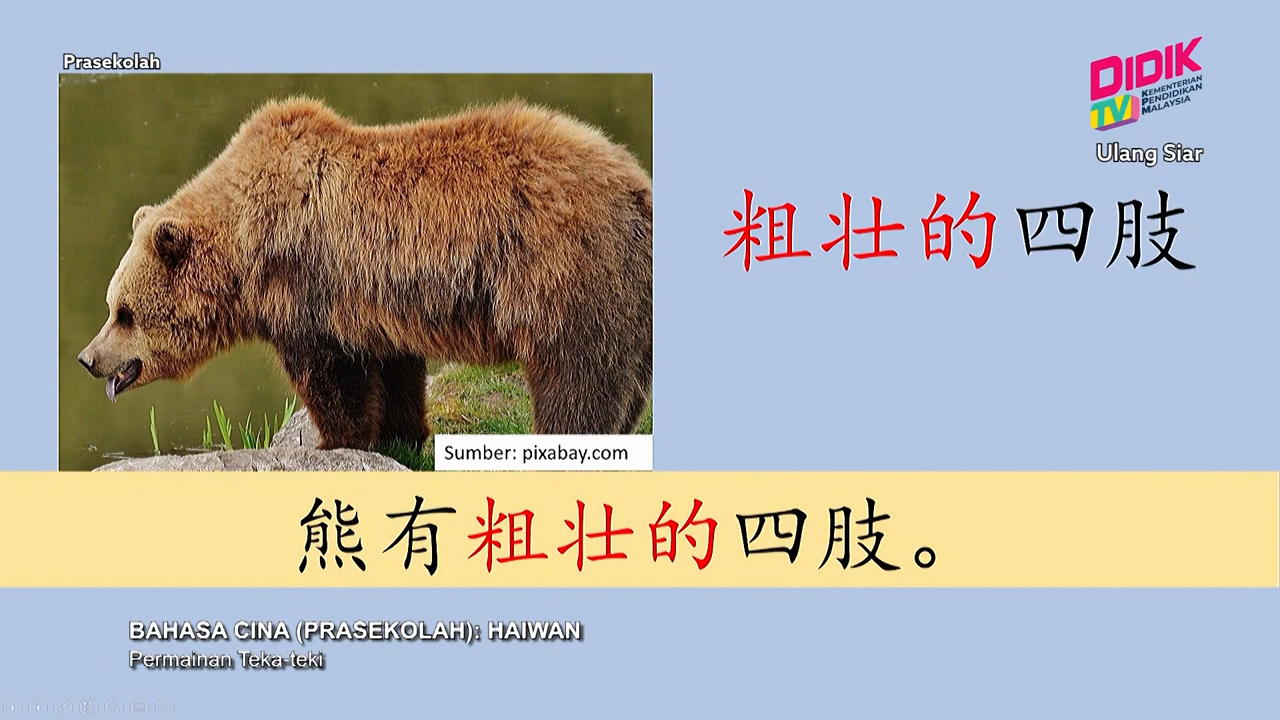 Prasekolah
DIDIK
TV
KEMENTERIAN
PENDIDIKAN
MALAYSIA
Ulang Siar
粗壮的四肢
Sumber: pixabay.com
熊有粗壮的四肢。
BAHASA CINA (PRASEKOLAH): HAIWAN
Permainan Teka-teki